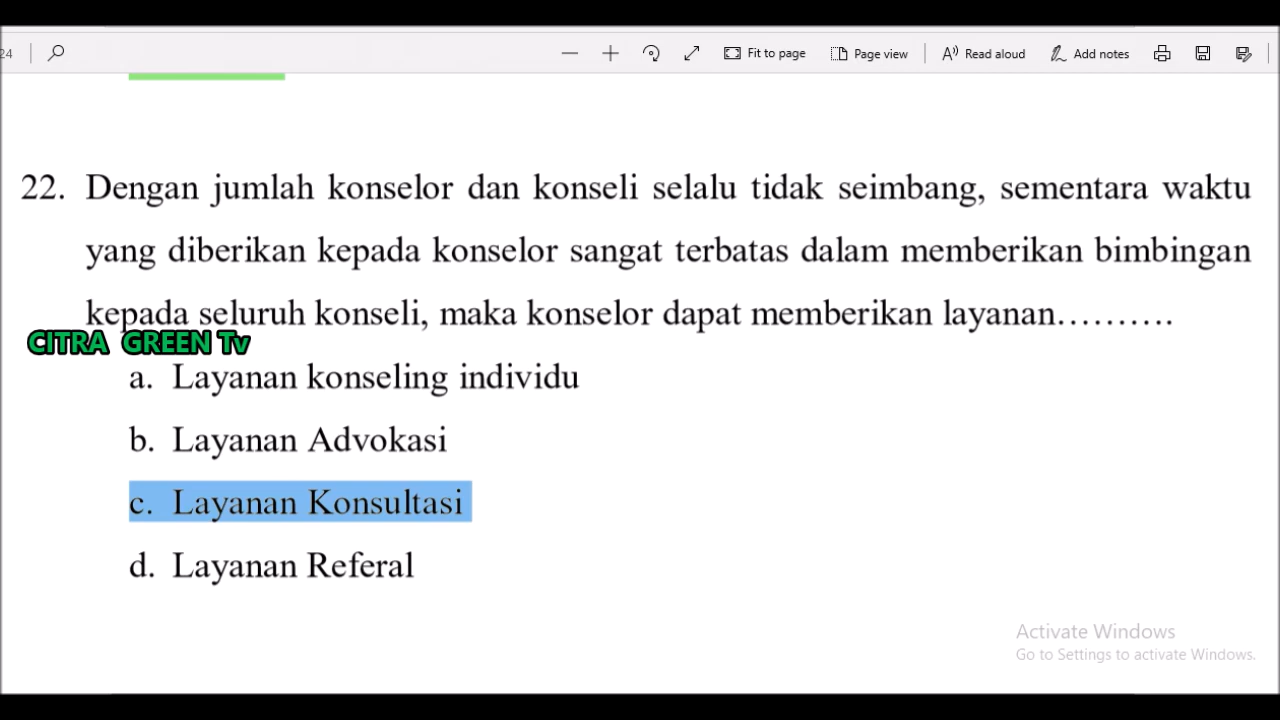 24
Fit to page
Page view
Read aloud
Add notes
22. Dengan jumlah konselor dan konseli selalu tidak seimbang, sementara waktu
yang diberikan kepada konselor sangat terbatas dalam memberikan bimbingan
kepada seluruh konseli, maka konselor dapat memberikan layanan..........
CITRA GREEN Tv
a. Layanan konseling individu
b. Layanan Advokasi
c. Layanan Konsultasi
d. Layanan Referal
Activate Windows
Go to Settings to activate Windows.